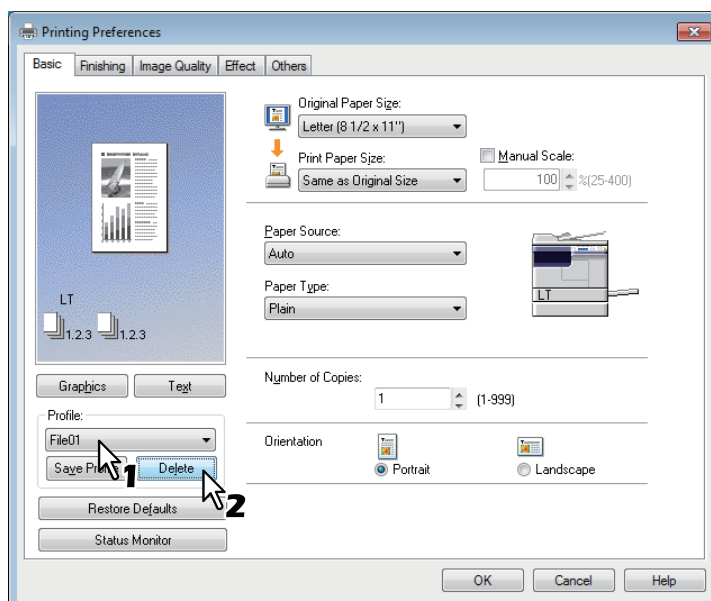 Printing Preferences
Basic Finishing Image Quality Effect Others
LT
1.2.3 1.2.3
Graphics Text
Profile:
File01
Save Profile Delete
1
2
Restore Defaults
Status Monitor
Original Paper Size:
Letter (8 1/2 x 11")
Print Paper Size:
Same as Original Size
Manual Scale:
100 %(25-400)
Paper Source:
Auto
Paper Type:
Plain
LT
Number of Copies:
1 (1-999)
Orientation
Portrait Landscape
OK Cancel Help